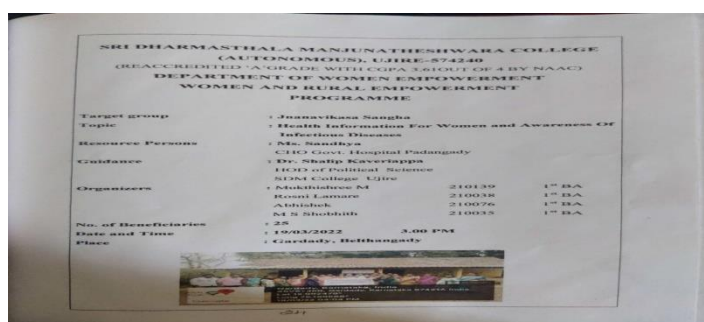 SRI DHARMASTHALA MANJUNATHESHWARA COLLEGE
(AUTONOMOUS), UJIRE-574240
(REACCREDITED 'A'GRADE WITH CGPA 3.61OUT OF 4 BY NAAC)
DEPARTMENT OF WOMEN EMPOWERMENT
WOMEN AND RURAL EMPOWERMENT
PROGRAMME
Target group : Jnanavikasa Sangha
Topic : Health Information For Women and Awareness Of
Infectious Diseases
Resource Persons : Ms. Sandhya
CHO Govt. Hospital Padangady
Guidance : Dr. Shalip Kaveriappa
HOD of Political Science
SDM College Ujire
Organizers : Mukthishree M 210139 1st BA
Rosni Lamare 210038 1st BA
Abhishek 210076 1st BA
M S Shobhith 210035 1st BA
No. of Beneficiaries : 25
Date and Time : 19/03/2022 3.00 PM
Place : Gardady, Belthangady
Karnataka, India